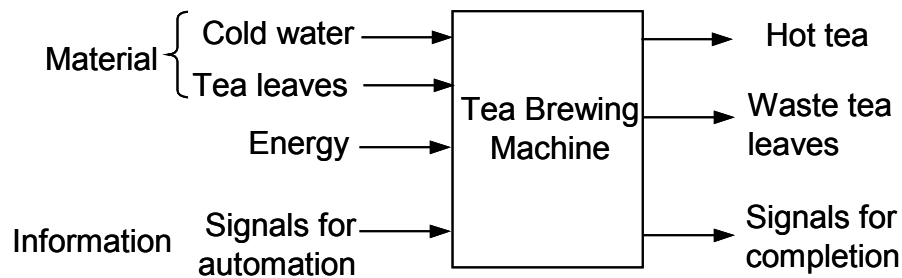 Material
Cold water
Tea leaves
Energy
Information
Signals for
automation
Tea Brewing
Machine
Hot tea
Waste tea
leaves
Signals for
completion